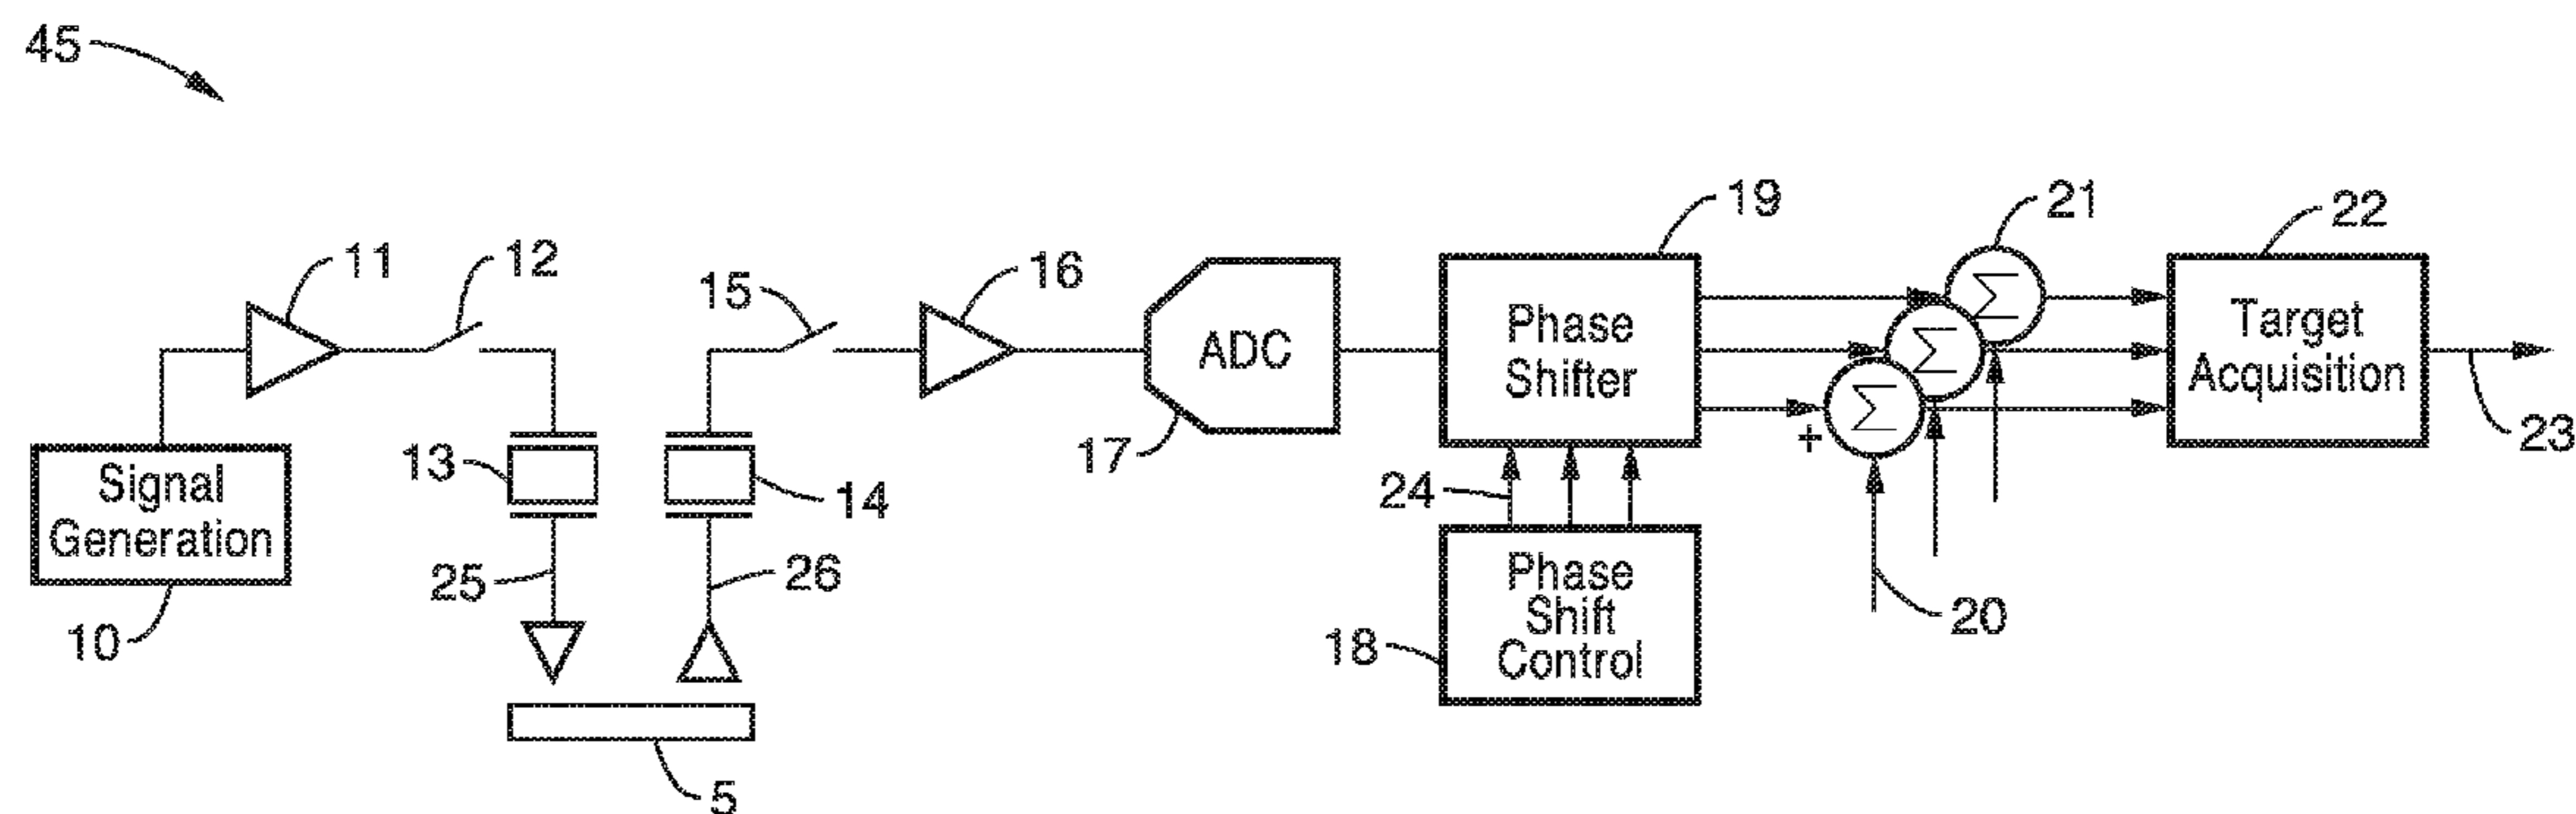 45
11
12
15
16
19
21
22
Signal
Generation
10
13
14
25
26
5
ADC
17
Phase
Shifter
24
Phase
Shift
Control
18
Σ
Σ
Σ
+
20
Target
Acquisition
23